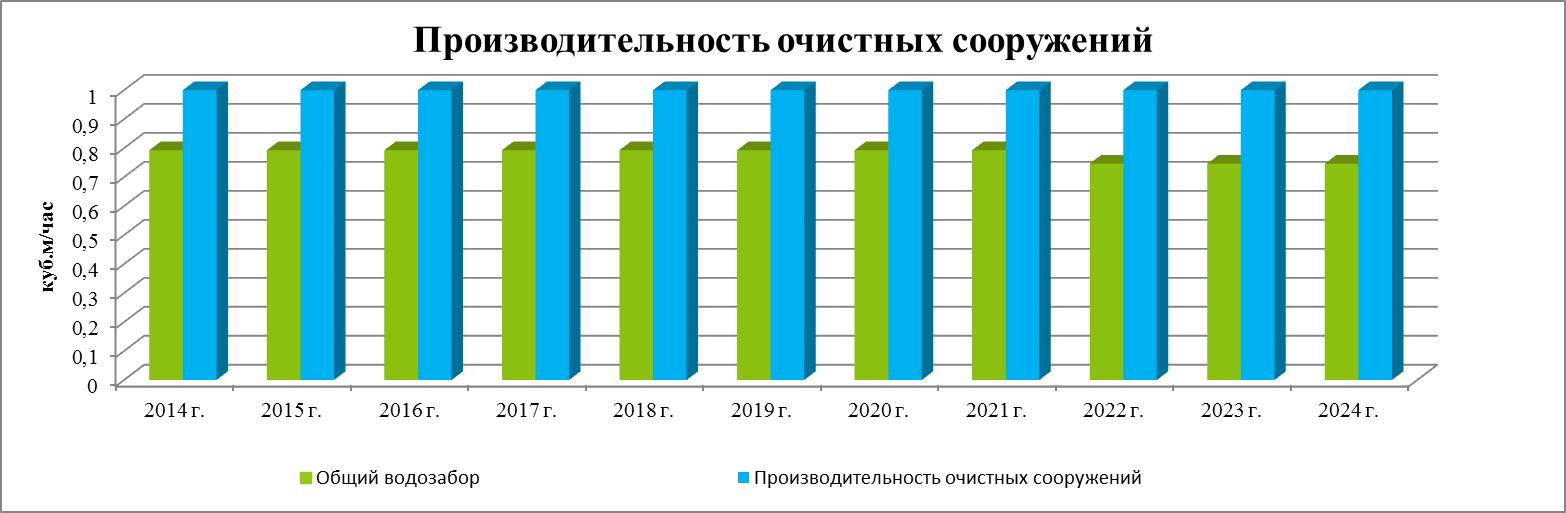 Производительность очистных сооружений
куб.м/час
1
0,9
0,8
0,7
0,6
0,5
0,4
0,3
0,2
0,1
0
2014 г. 2015 г. 2016 г. 2017 г. 2018 г. 2019 г. 2020 г. 2021 г. 2022 г. 2023 г. 2024 г.
Общий водозабор Производительность очистных сооружений